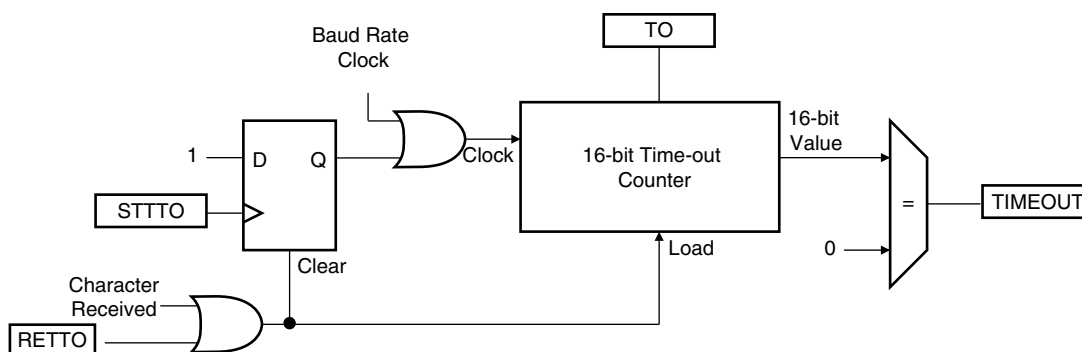 TO
Baud Rate
Clock
16-bit
Value
1
D
Q
Clock
16-bit Time-out
Counter
STTTO
=
TIMEOUT
Clear
Load
0
Character
Received
RETTO